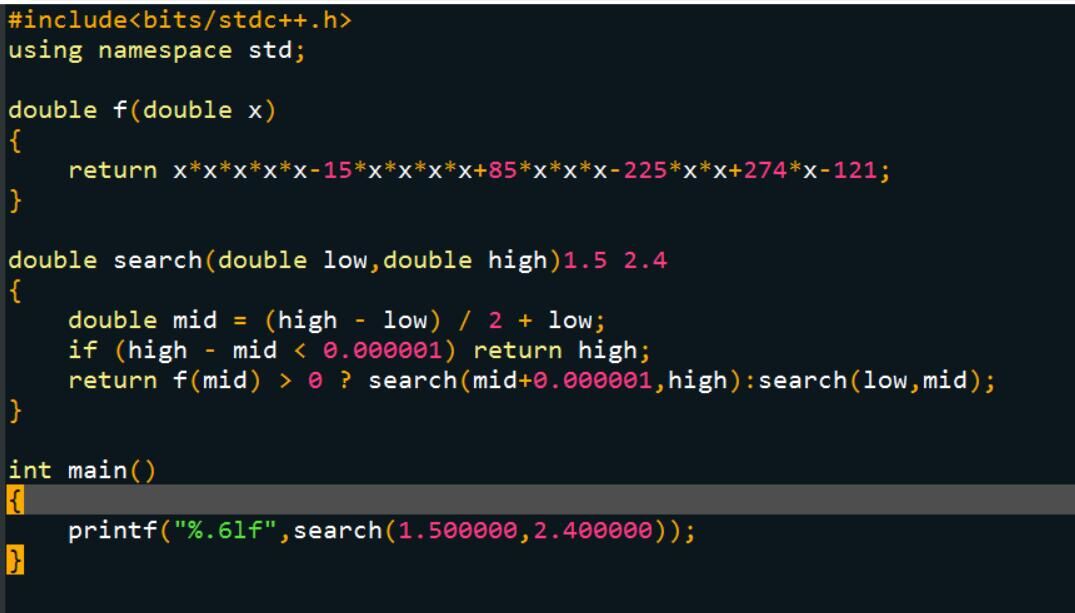 #include<bits/stdc++.h>
using namespace std;
double f(double x)
{
return x*x*x*x*x-15*x*x*x*x+85*x*x*x-225*x*x+274*x-121;
}
double search(double low,double high)1.5 2.4
{
double mid = (high - low) / 2 + low;
if (high - mid < 0.000001) return high;
return f(mid) > 0 ? search(mid+0.000001,high):search(low,mid);
}
int main()
{
printf("%.6lf",search(1.500000,2.400000));
}